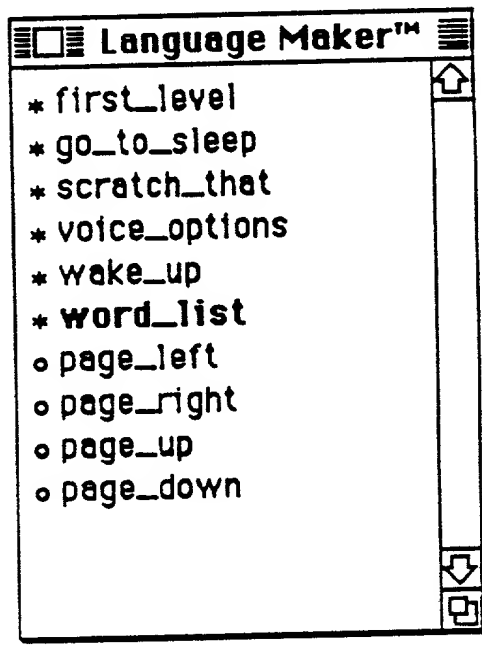 Language Maker™
* first_level
* go_to_sleep
* scratch_that
* voice_options
* wake_up
* word_list
o page_left
o page_right
o page_up
o page_down